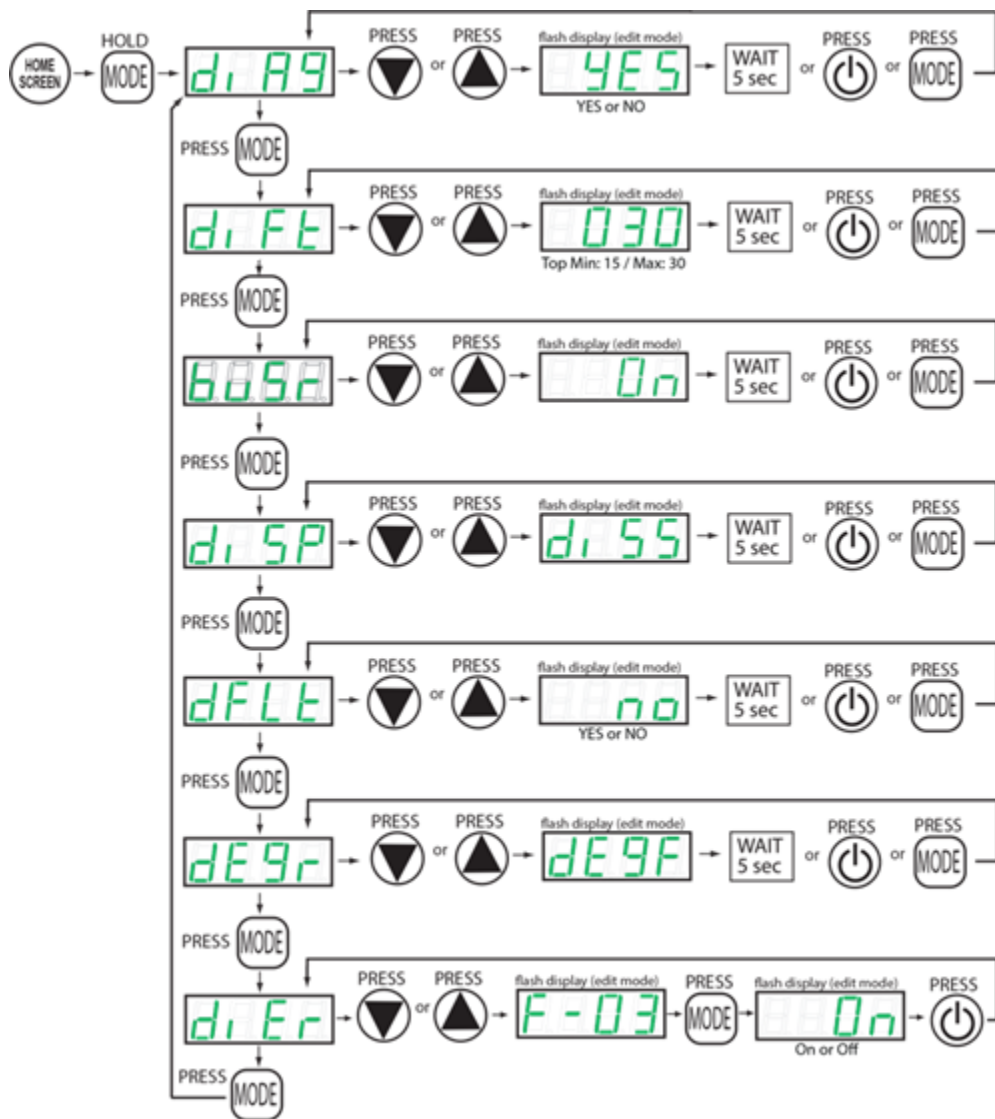 HOME SCREEN
HOLD
MODE
di Ag
PRESS
or
PRESS
flash display (edit mode)
YES
YES or NO
WAIT 5 sec
or
PRESS
or
PRESS
MODE
PRESS MODE
di Ft
PRESS
or
PRESS
flash display (edit mode)
030
Top Min: 15 / Max: 30
WAIT 5 sec
or
PRESS
or
PRESS
MODE
PRESS MODE
buSr
PRESS
or
PRESS
flash display (edit mode)
On
WAIT 5 sec
or
PRESS
or
PRESS
MODE
PRESS MODE
di SP
PRESS
or
PRESS
flash display (edit mode)
di SS
WAIT 5 sec
or
PRESS
or
PRESS
MODE
PRESS MODE
dFLt
PRESS
or
PRESS
flash display (edit mode)
no
YES or NO
WAIT 5 sec
or
PRESS
or
PRESS
MODE
PRESS MODE
dEgr
PRESS
or
PRESS
flash display (edit mode)
dEgF
WAIT 5 sec
or
PRESS
or
PRESS
MODE
PRESS MODE
di Er
PRESS
or
PRESS
flash display (edit mode)
F-03
PRESS
MODE
flash display (edit mode)
On
On or Off
PRESS
PRESS MODE